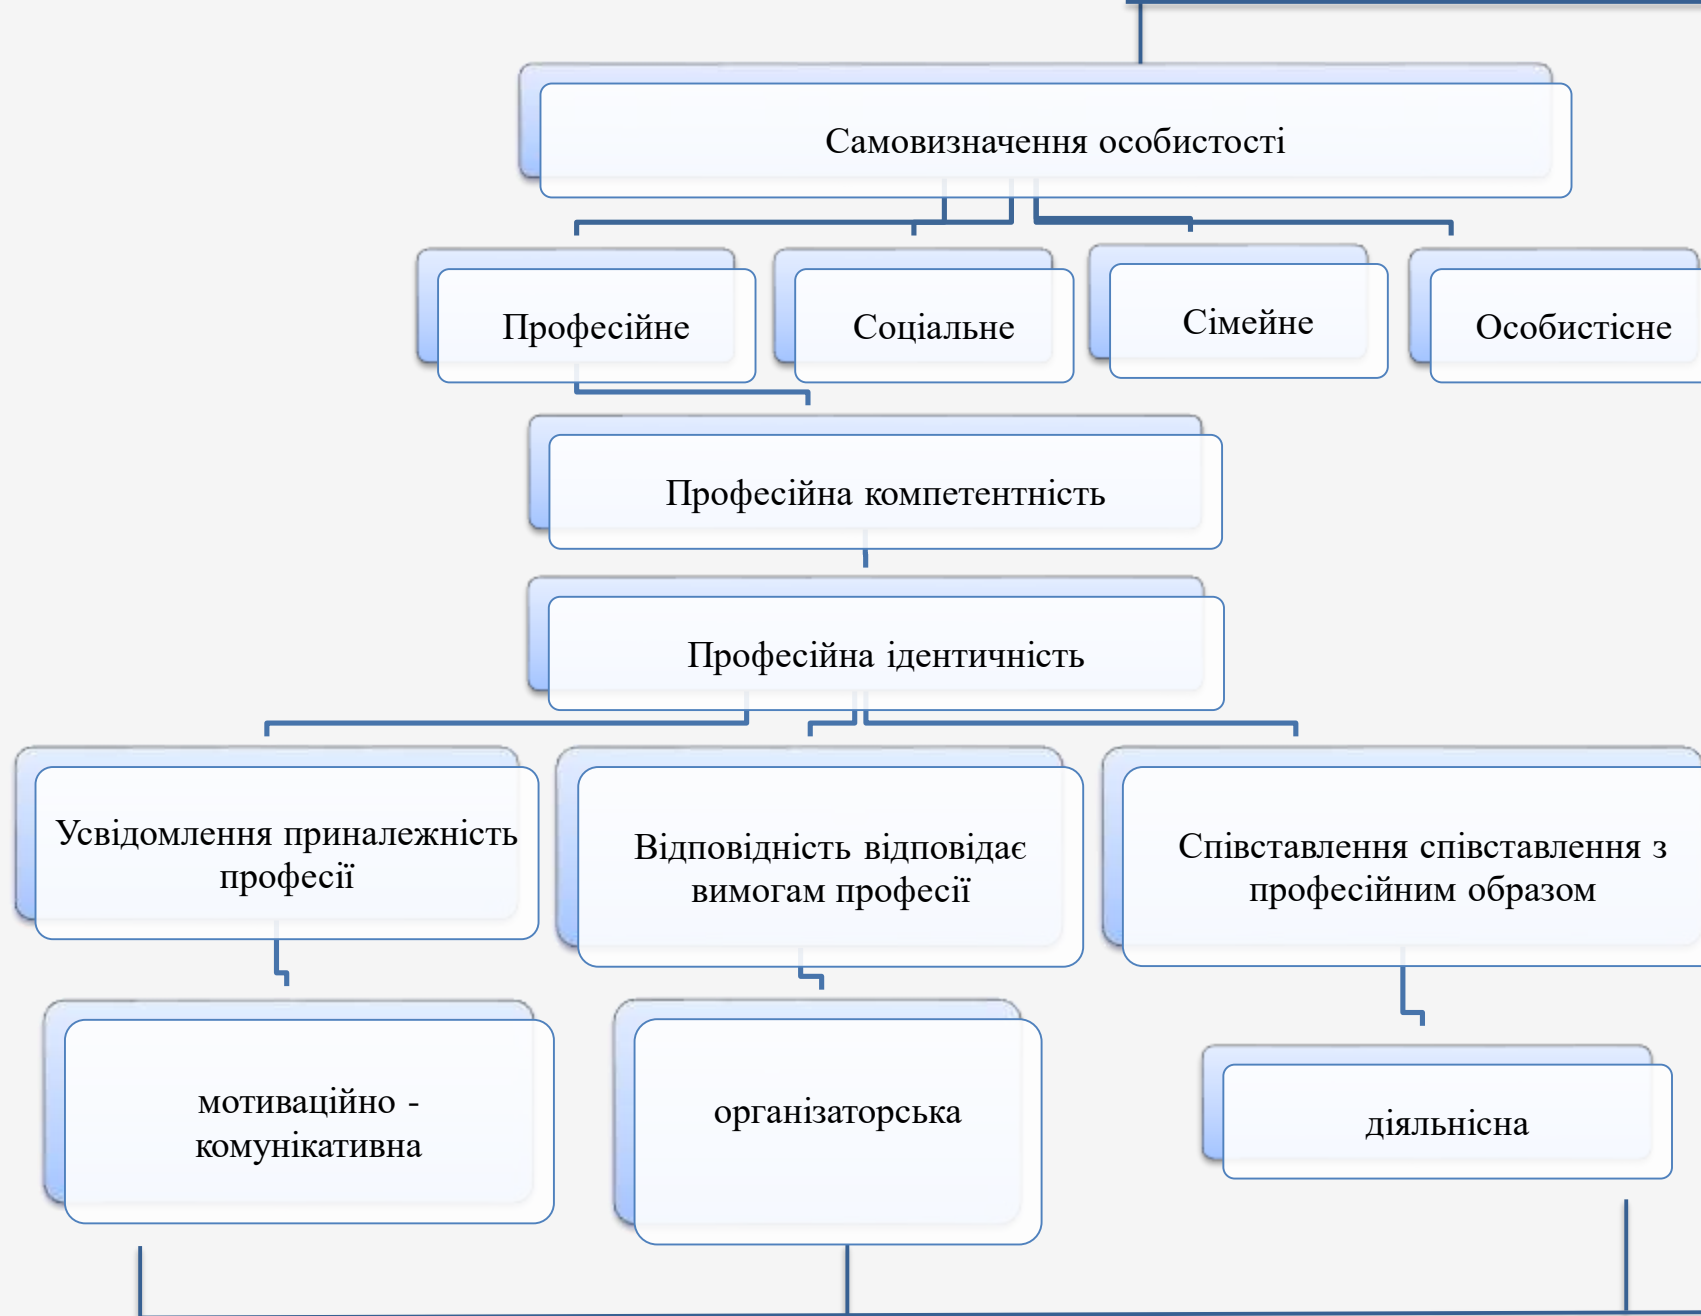 Самовизначення особистості
Професійне
Соціальне
Сімейне
Особистісне
Професійна компетентність
Професійна ідентичність
Усвідомлення приналежність
професії
Відповідність відповідає
вимогам професії
Співставлення співставлення з
професійним образом
мотиваційно -
комунікативна
організаторська
діяльнісна